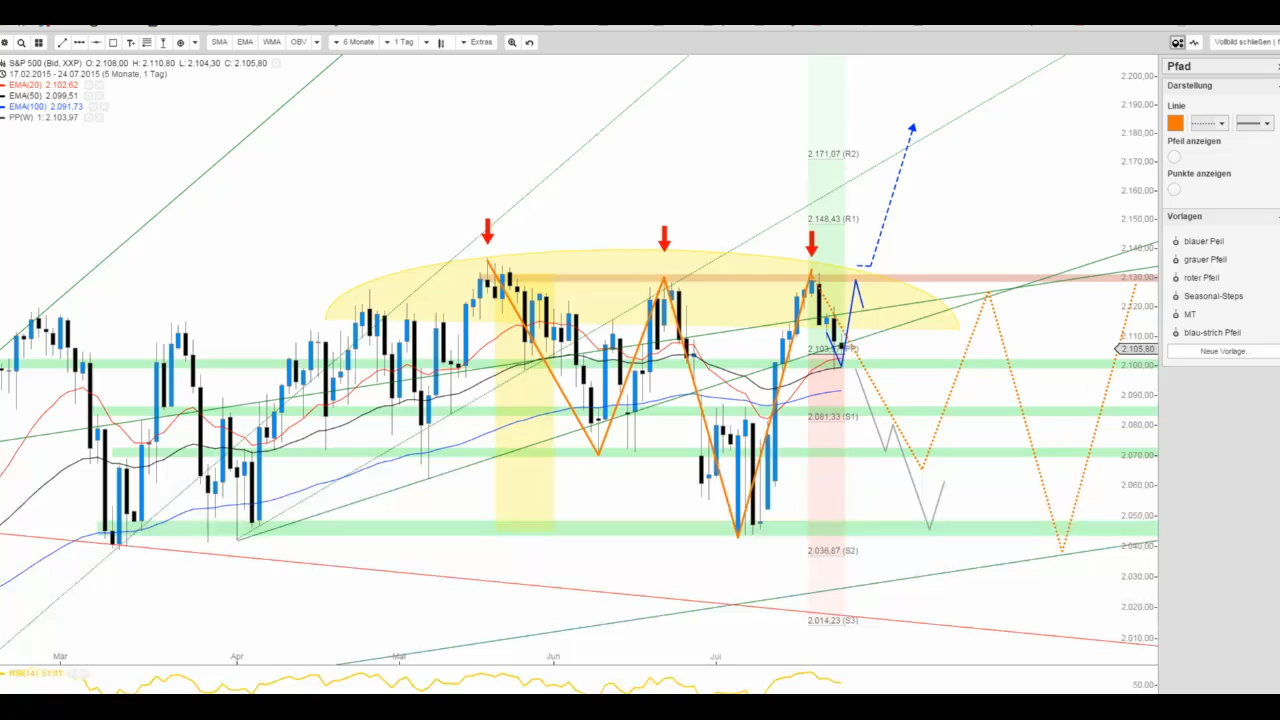 SMA EMA WMA OBV 6 Monate 1 Tag Extras
Vollbild schließen ( f
S&P 500 (Bid, XXP) O: 2.108,00 H: 2.110,80 L: 2.104,30 C: 2.105,80
17.02.2015 - 24.07.2015 (5 Monate, 1 Tag)
EMA(20) 2.102,62
EMA(50) 2.099,51
EMA(100) 2.091,73
PP(W) 1: 2.103,97
2.171,07 (R2)
2.148,43 (R1)
2.081,33 (S1)
2.036,87 (S2)
2.014,23 (S3)
2.200,00
2.190,00
2.180,00
2.170,00
2.160,00
2.150,00
2.140,00
2.130,00
2.120,00
2.110,00
2.105,80
2.100,00
2.090,00
2.080,00
2.070,00
2.060,00
2.050,00
2.040,00
2.030,00
2.020,00
2.010,00
Mär Apr Mai Jun Jul
RSI(14)
50.00
Pfad
Darstellung
Linie
Pfeil anzeigen
Punkte anzeigen
Vorlagen
blauer Peil
grauer Pfeil
roter Pfeil
Seasonal-Steps
MT
blau-strich Pfeil
Neue Vorlage...